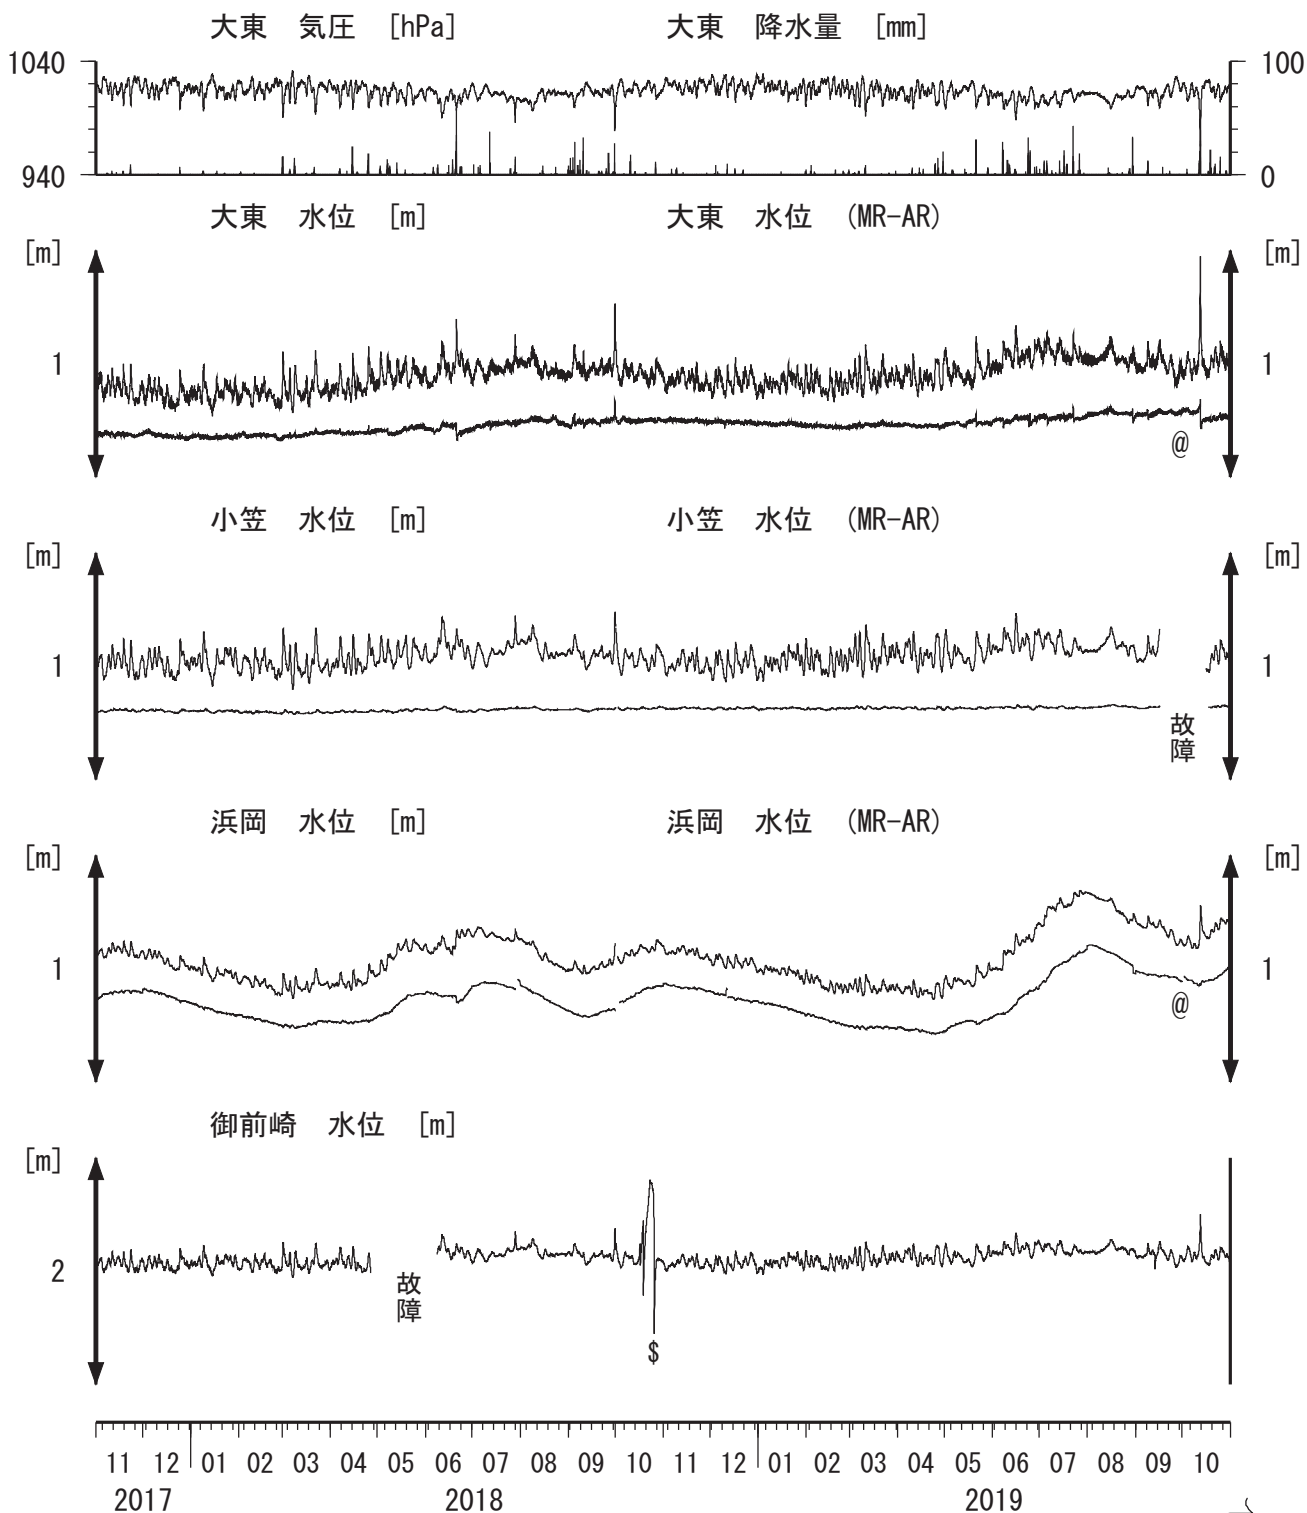 大東　気圧　[hPa]　大東　降水量　[mm]
1040　100
940　0
大東　水位　[m]　大東　水位　(MR-AR)
[m]　[m]
1　1
@
小笠　水位　[m]　小笠　水位　(MR-AR)
[m]　[m]
1　1
故障
浜岡　水位　[m]　浜岡　水位　(MR-AR)
[m]　[m]
1　1
@
御前崎　水位　[m]
[m]
2
故障
$
11 12 01 02 03 04 05 06 07 08 09 10 11 12 01 02 03 04 05 06 07 08 09 10
2017　2018　2019